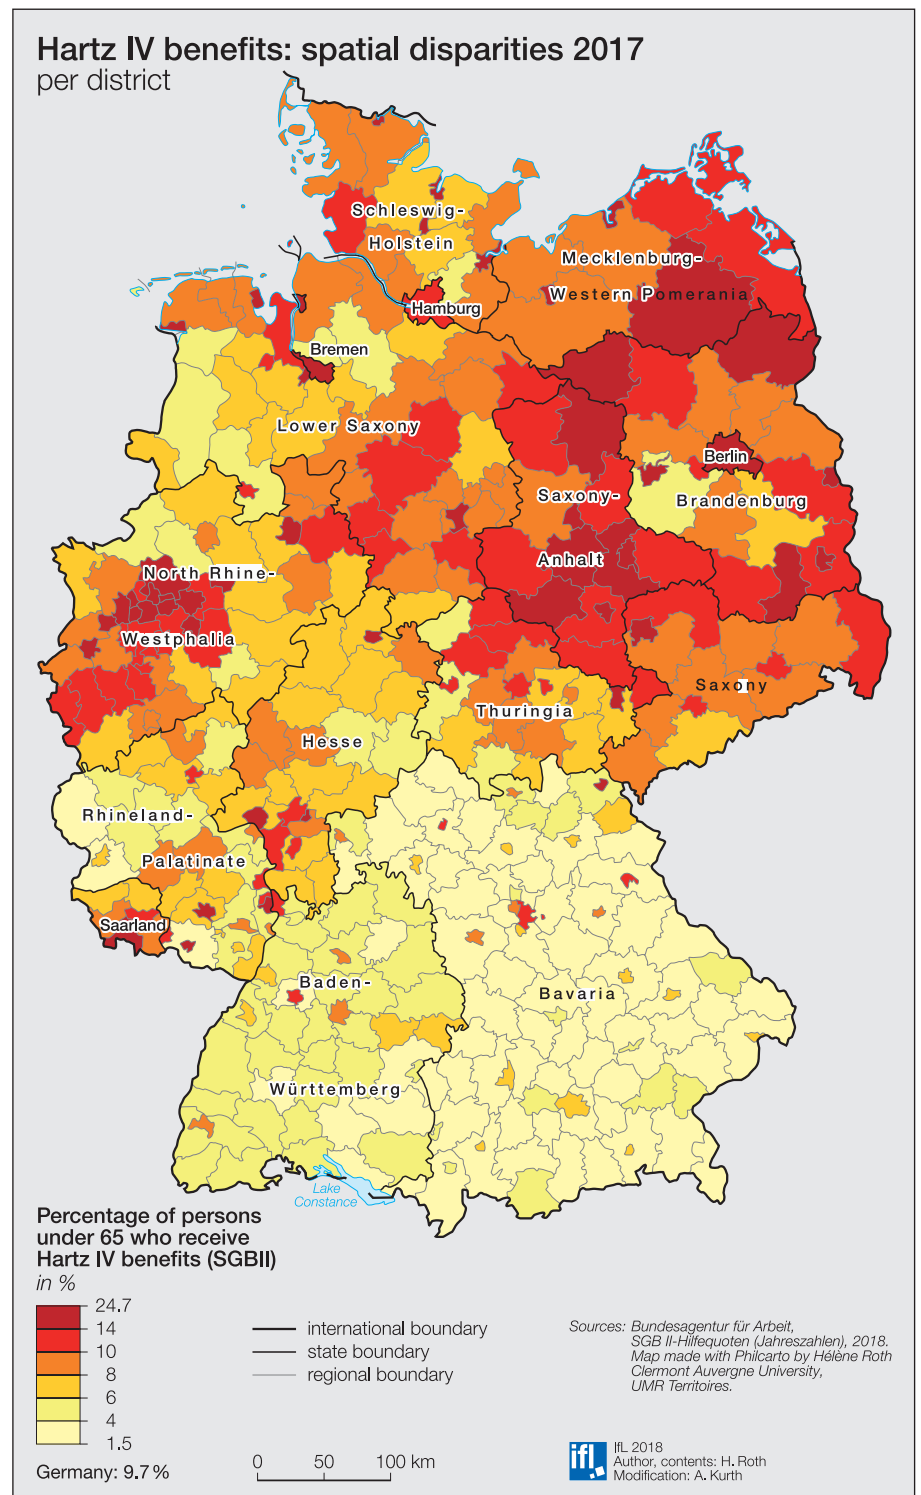 Hartz IV benefits: spatial disparities 2017
per district
Schleswig-
Holstein
Mecklenburg-
Western Pomerania
Hamburg
Bremen
Lower Saxony
Berlin
Saxony-
Brandenburg
Anhalt
North Rhine-
Westphalia
Saxony
Thuringia
Hesse
Rhineland-
Palatinate
Saarland
Baden-
Bavaria
Württemberg
Lake
Constance
Percentage of persons
under 65 who receive
Hartz IV benefits (SGBII)
in %
24.7
14
10
8
6
4
1.5
Germany: 9.7 %
international boundary
state boundary
regional boundary
0 50 100 km
Sources: Bundesagentur für Arbeit,
SGB II-Hilfequoten (Jahreszahlen), 2018.
Map made with Philcarto by Hélène Roth
Clermont Auvergne University,
UMR Territoires.
ifl
IfL 2018
Author, contents: H. Roth
Modification: A. Kurth